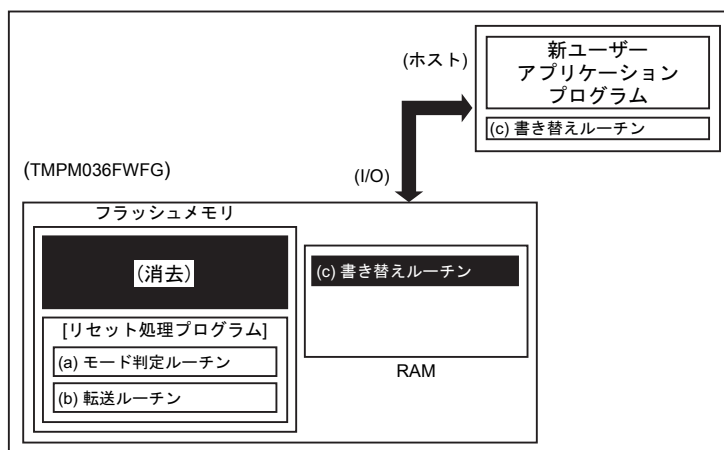 (ホスト)
新ユーザー
アプリケーション
プログラム
(c) 書き替えルーチン
(TMPM036FWFG)
(I/O)
フラッシュメモリ
(消去)
[リセット処理プログラム]
(a) モード判定ルーチン
(b) 転送ルーチン
(c) 書き替えルーチン
RAM